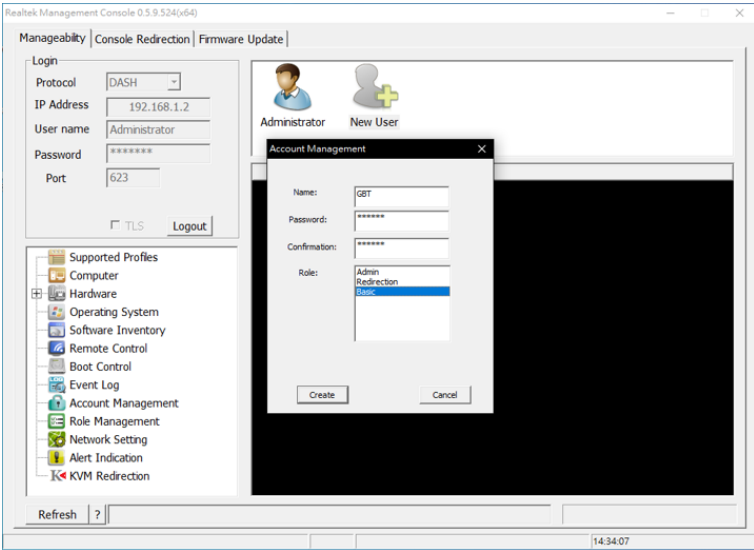 Realtek Management Console 0.5.9.524(x64)
Manageability Console Redirection Firmware Update
Login
Protocol DASH
IP Address 192.168.1.2
User name Administrator
Password *******
Port 623
TLS Logout
Administrator New User
Account Management
Name: GBT
Password: ******
Confirmation: ******
Role: Admin
Redirection
Basic
Create Cancel
Supported Profiles
Computer
Hardware
Operating System
Software Inventory
Remote Control
Boot Control
Event Log
Account Management
Role Management
Network Setting
Alert Indication
KVM Redirection
Refresh ?
14:34:07